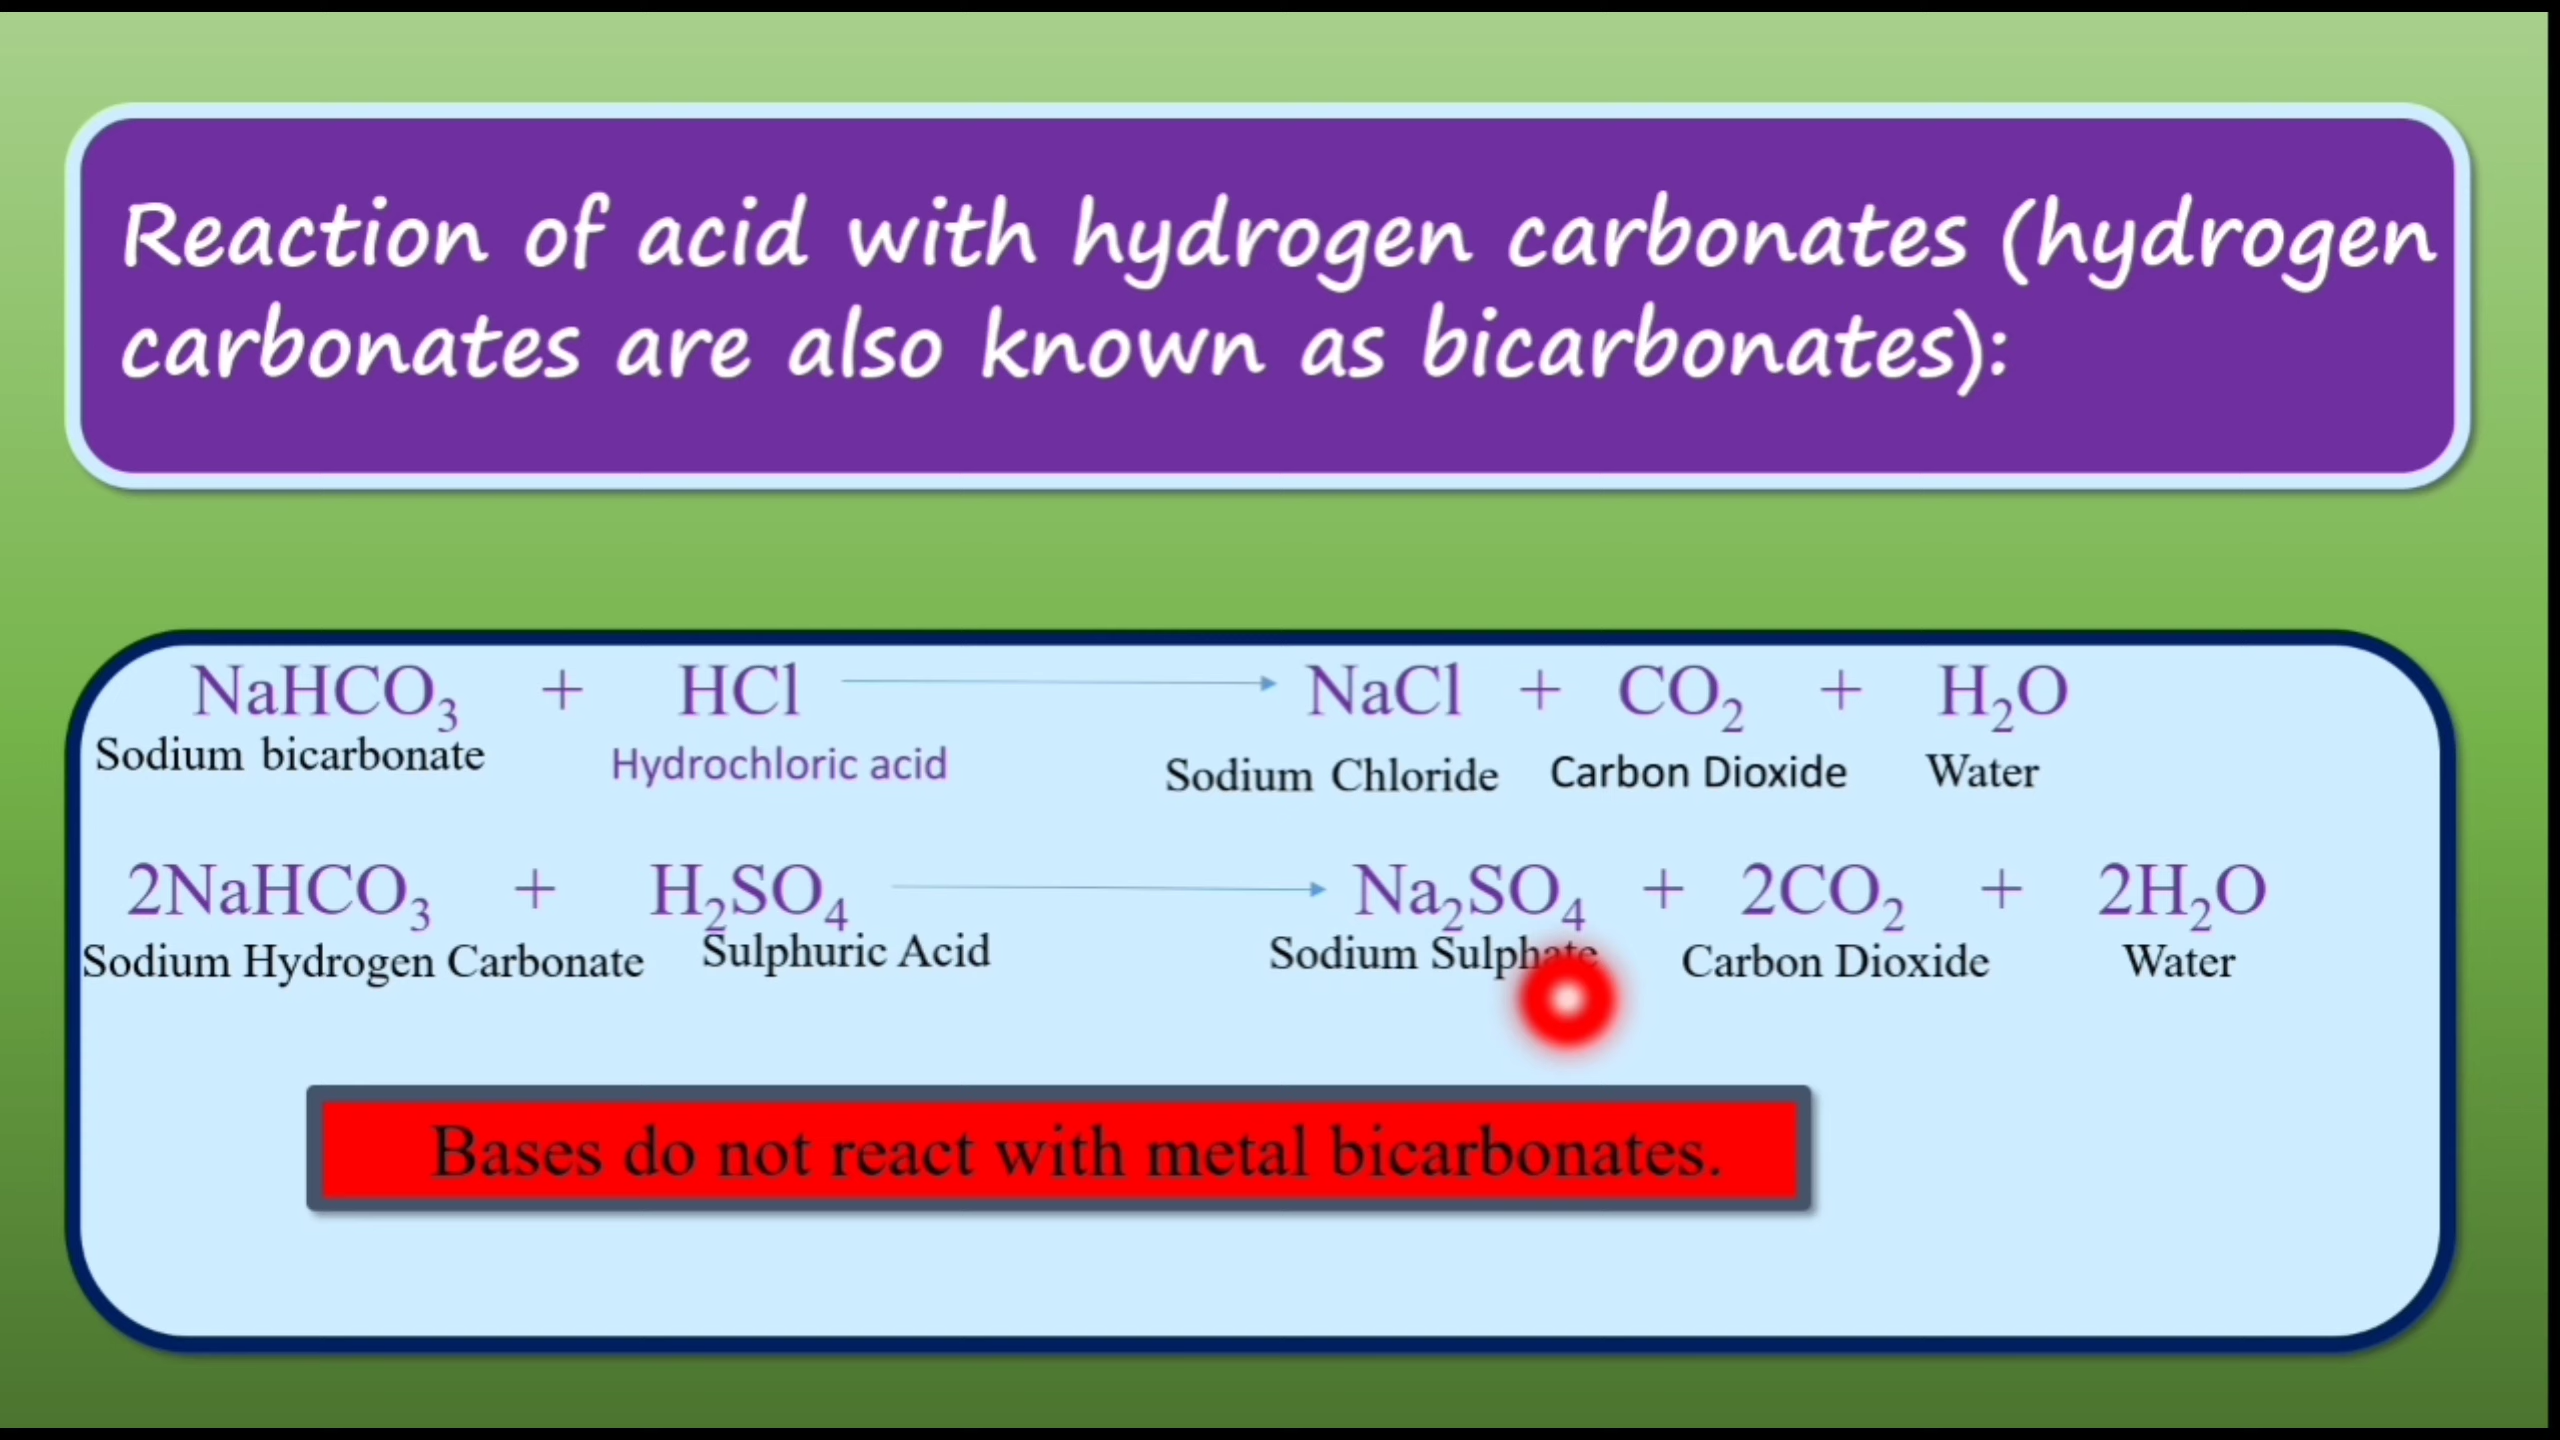 Reaction of acid with hydrogen carbonates (hydrogen
carbonates are also known as bicarbonates):
NaHCO₃ + HCl → NaCl + CO₂ + H₂O
Sodium bicarbonate Hydrochloric acid Sodium Chloride Carbon Dioxide Water
2NaHCO₃ + H₂SO₄ → Na₂SO₄ + 2CO₂ + 2H₂O
Sodium Hydrogen Carbonate Sulphuric Acid Sodium Sulphate Carbon Dioxide Water
Bases do not react with metal bicarbonates.